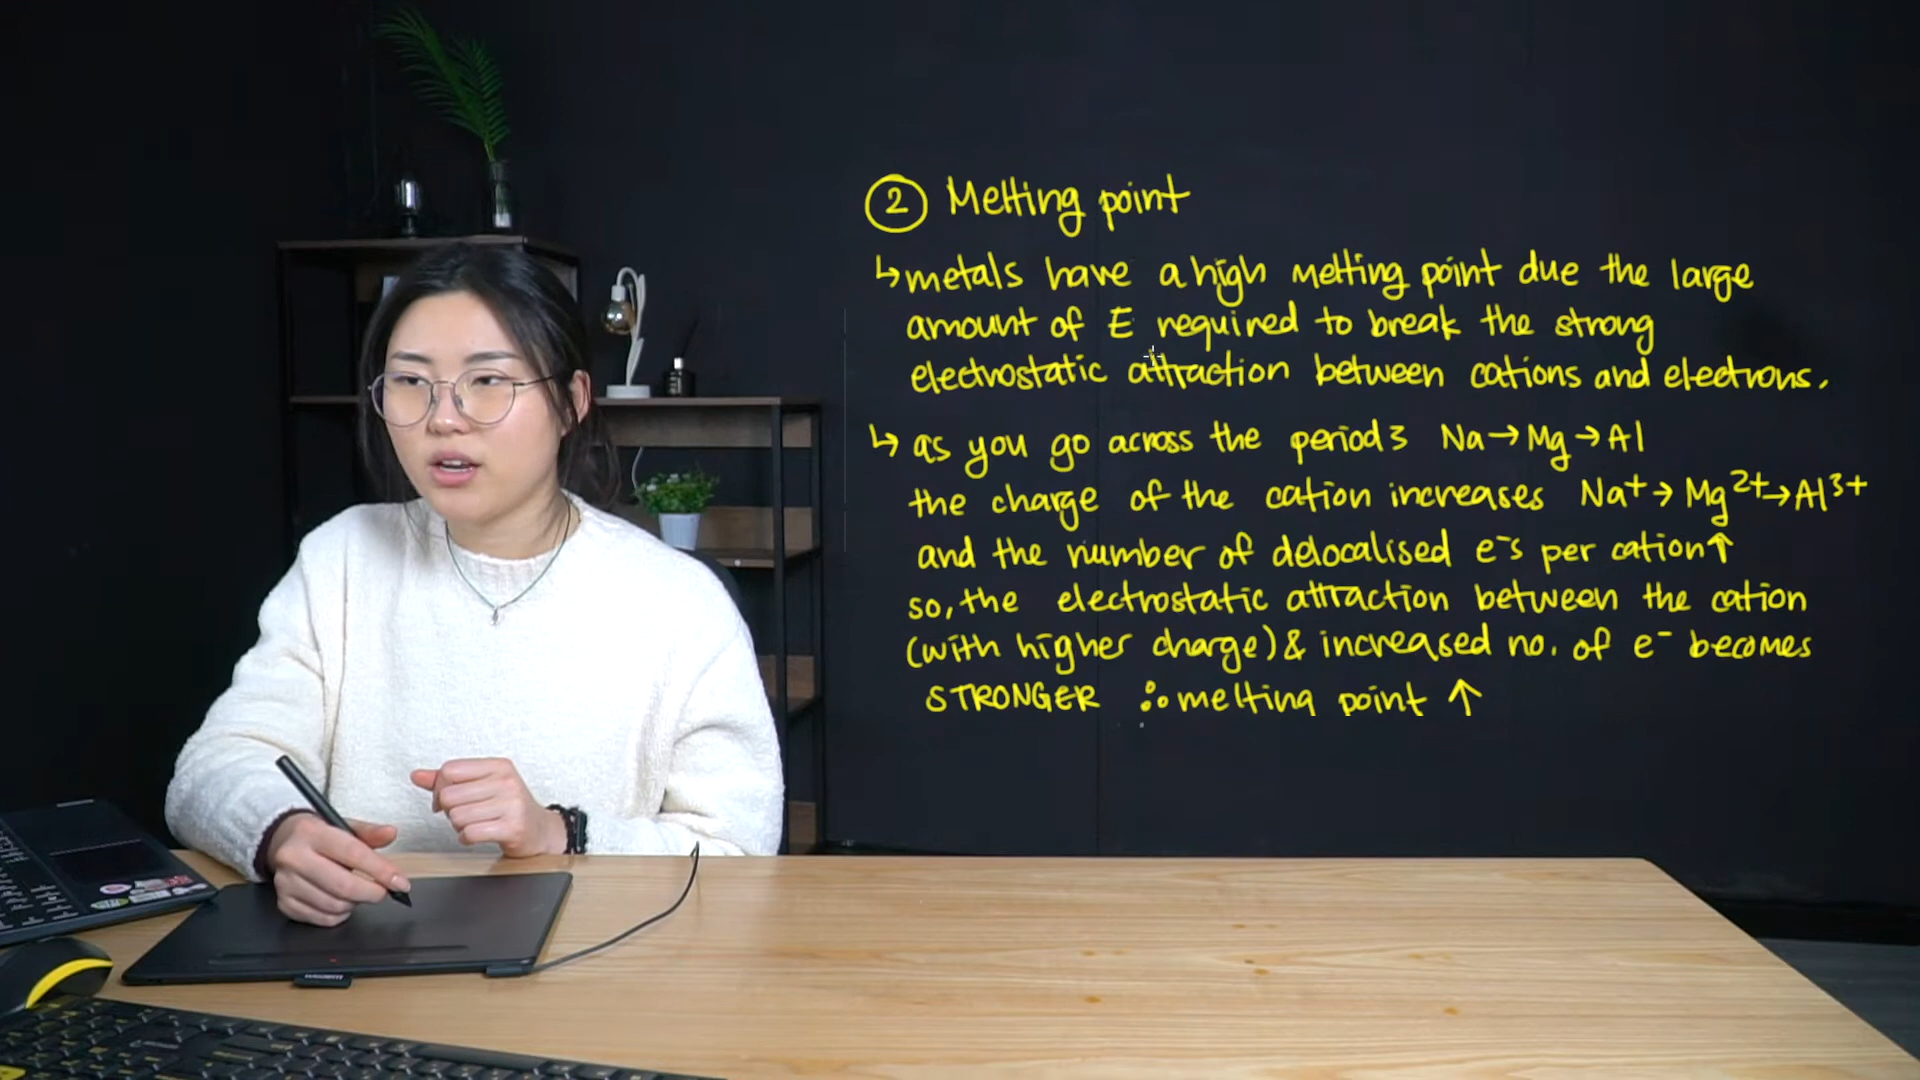 ② Melting point
↳ metals have a high melting point due the large
amount of E required to break the strong
electrostatic attraction between cations and electrons.
↳ as you go across the period 3 Na→Mg→Al
the charge of the cation increases Na⁺→Mg²⁺→Al³⁺
and the number of delocalised e⁻s per cation↑
so, the electrostatic attraction between the cation
(with higher charge) & increased no. of e⁻ becomes
STRONGER ∴ melting point ↑